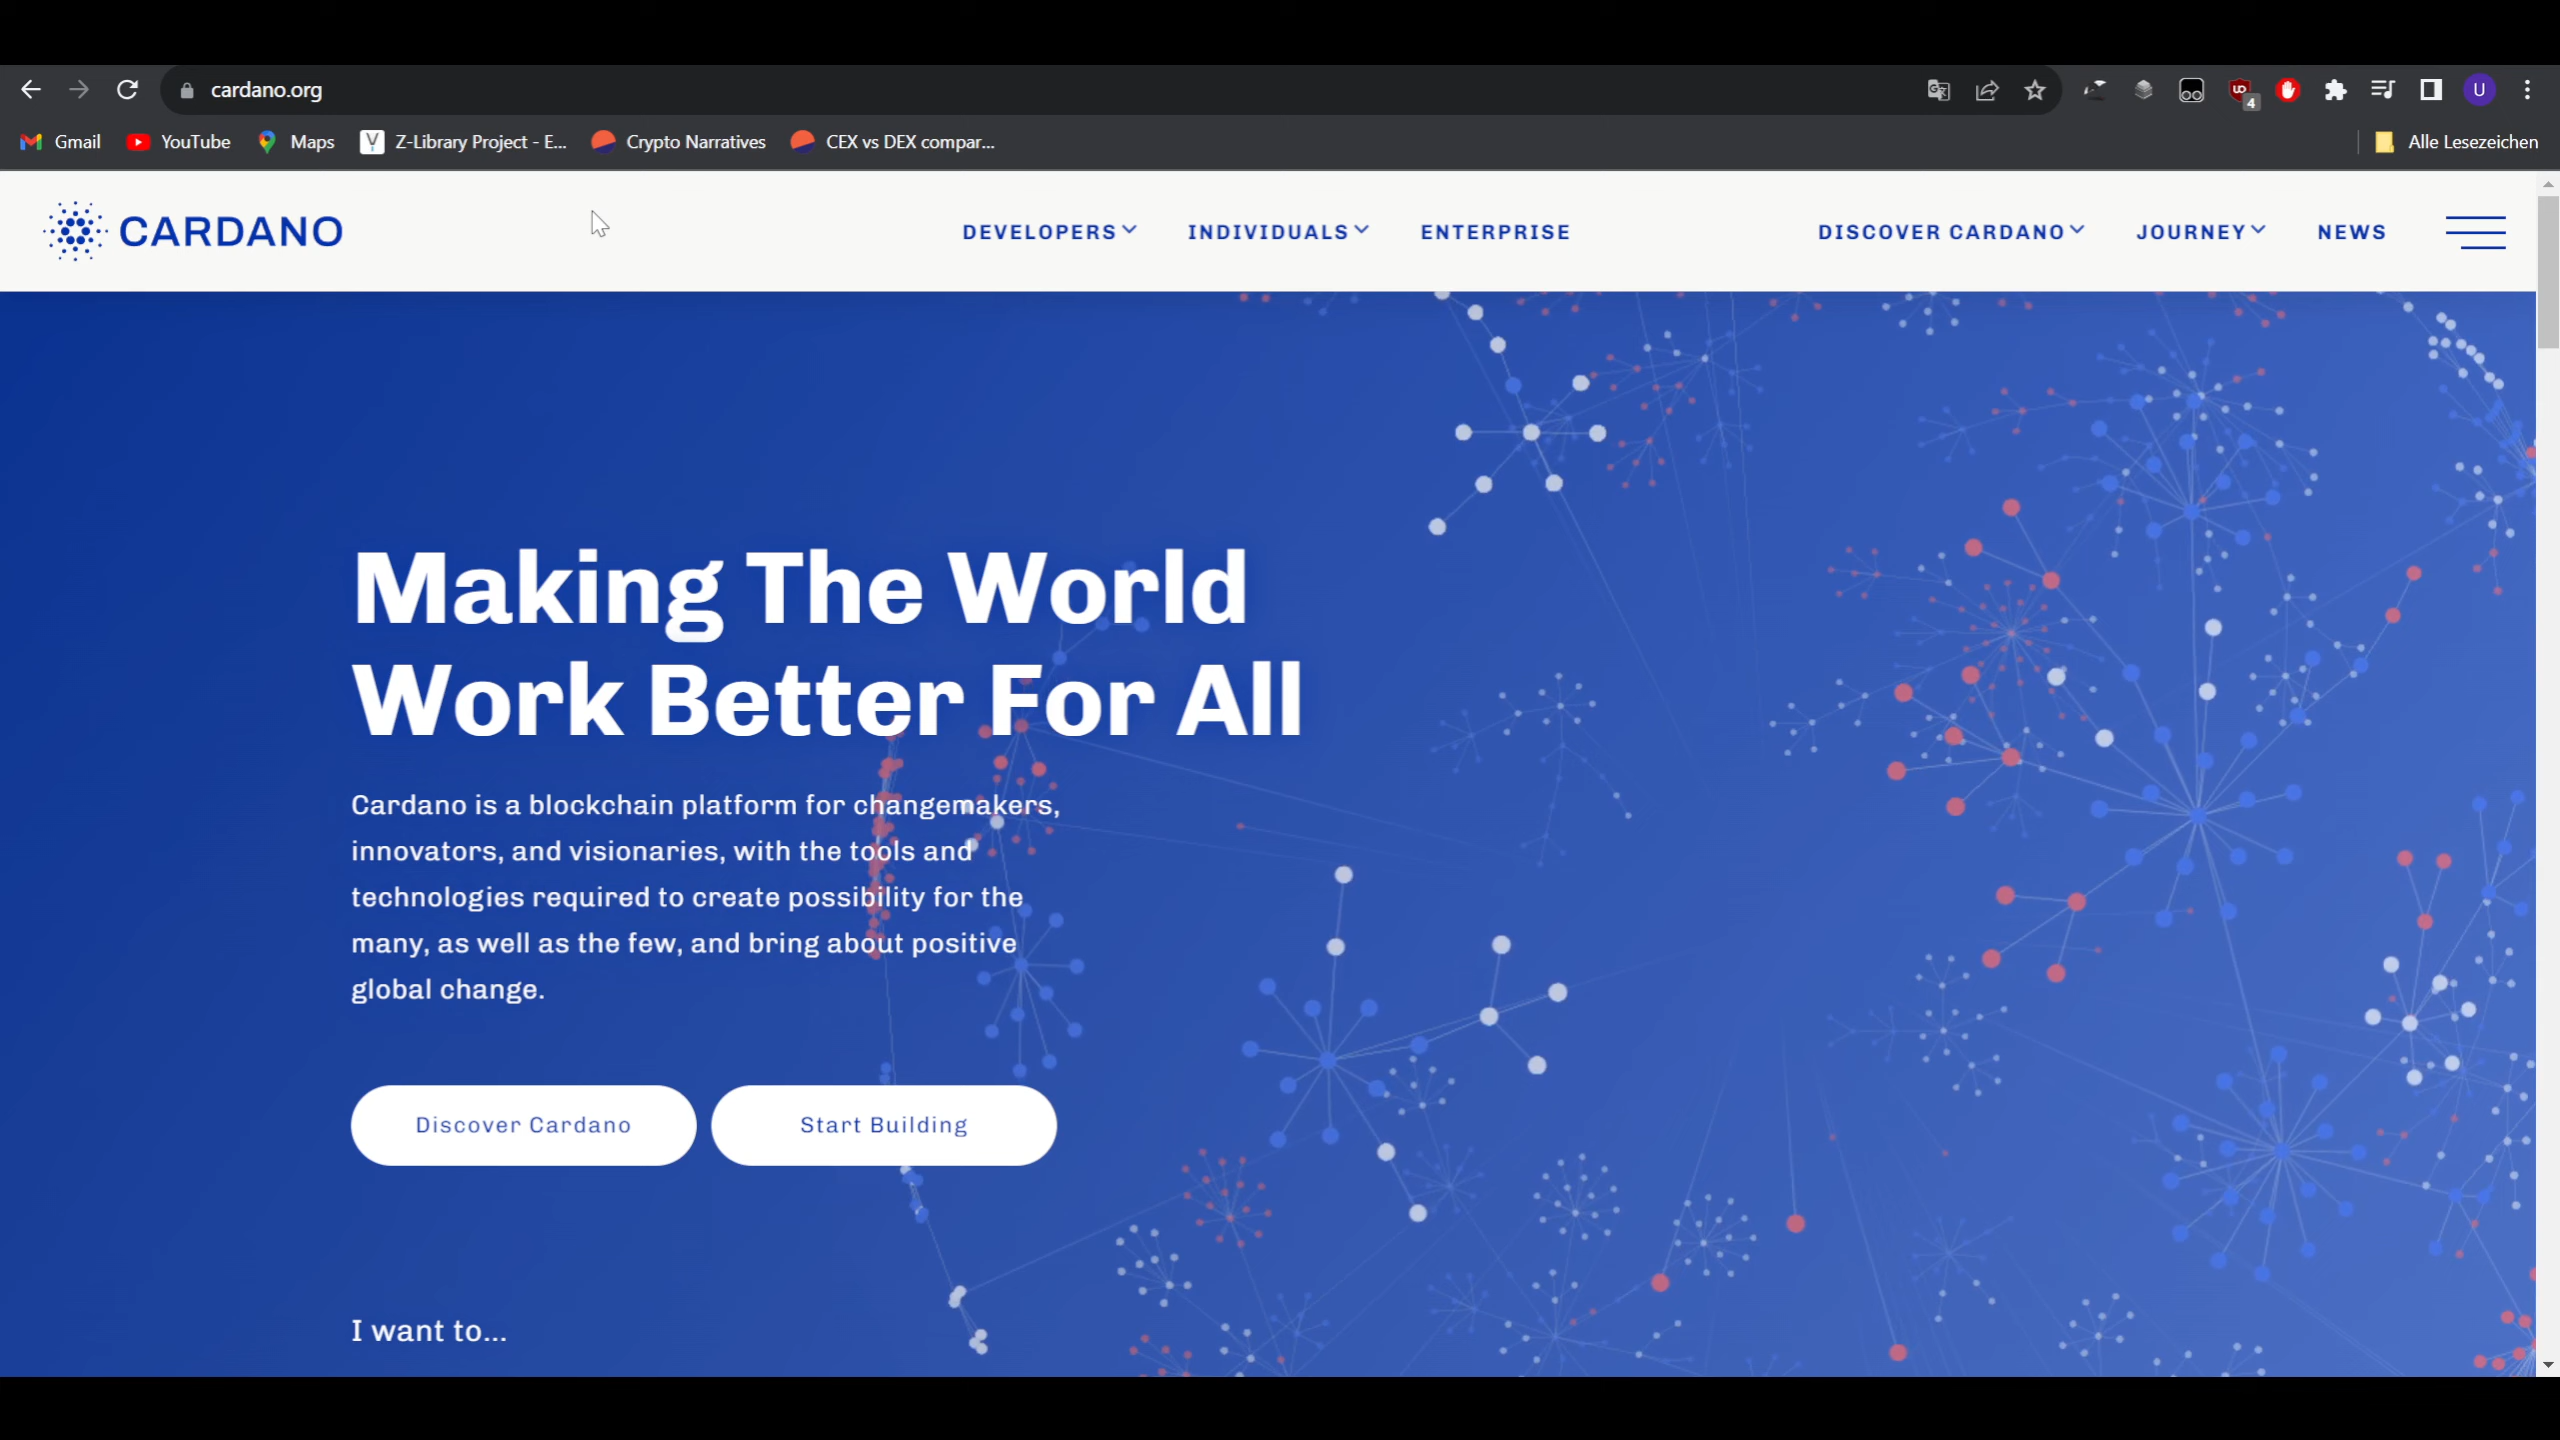 cardano.org
4
U
Gmail
YouTube
Maps
Z-Library Project - E...
Crypto Narratives
CEX vs DEX compar...
Alle Lesezeichen
CARDANO
DEVELOPERS
INDIVIDUALS
ENTERPRISE
DISCOVER CARDANO
JOURNEY
NEWS
Making The World
Work Better For All
Cardano is a blockchain platform for changemakers,
innovators, and visionaries, with the tools and
technologies required to create possibility for the
many, as well as the few, and bring about positive
global change.
Discover Cardano
Start Building
I want to...